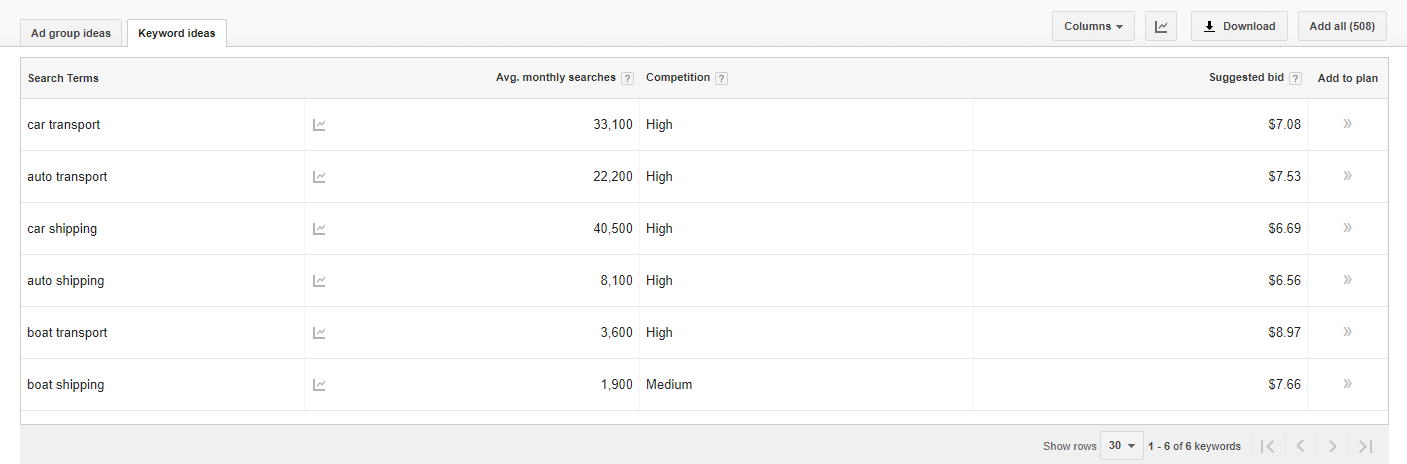 Ad group ideas Keyword ideas Columns Download Add all (508)
Search Terms Avg. monthly searches ? Competition ? Suggested bid ? Add to plan
car transport 33,100 High $7.08 »
auto transport 22,200 High $7.53 »
car shipping 40,500 High $6.69 »
auto shipping 8,100 High $6.56 »
boat transport 3,600 High $8.97 »
boat shipping 1,900 Medium $7.66 »
Show rows 30 1 - 6 of 6 keywords